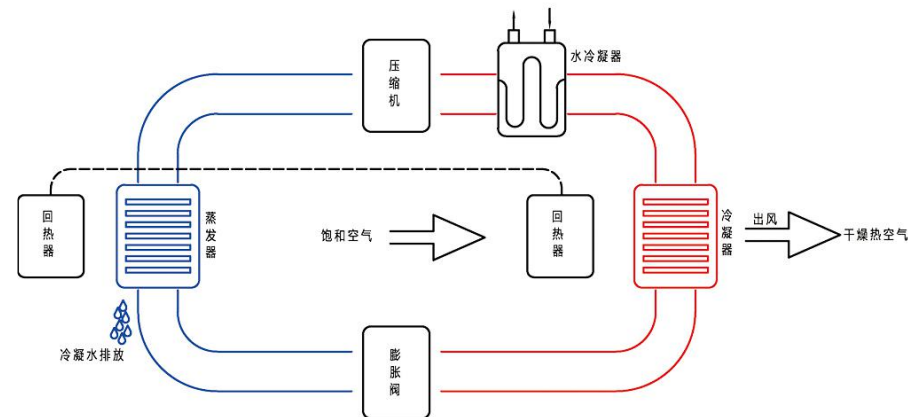 压缩机
水冷凝器
回热器
蒸发器
饱和空气
回热器
冷凝器
出风
干燥热空气
冷凝水排放
膨胀阀